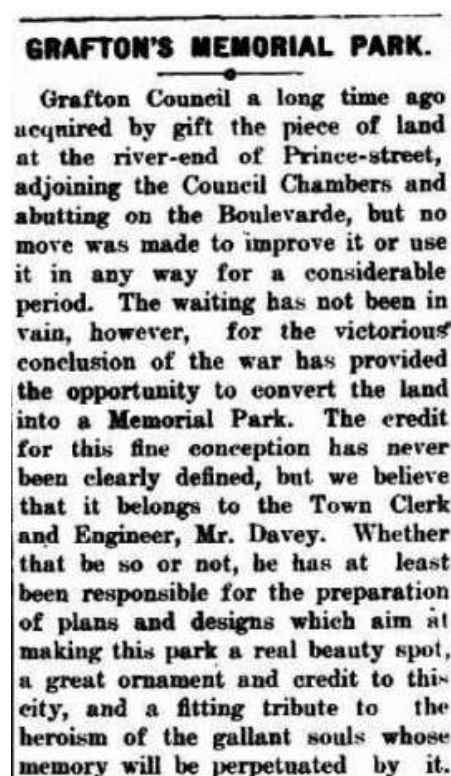 GRAFTON'S MEMORIAL PARK.
Grafton Council a long time ago
acquired by gift the piece of land
at the river-end of Prince-street,
adjoining the Council Chambers and
abutting on the Boulevarde, but no
move was made to improve it or use
it in any way for a considerable
period. The waiting has not been in
vain, however, for the victorious
conclusion of the war has provided
the opportunity to convert the land
into a Memorial Park. The credit
for this fine conception has never
been clearly defined, but we believe
that it belongs to the Town Clerk
and Engineer, Mr. Davey. Whether
that be so or not, he has at least
been responsible for the preparation
of plans and designs which aim at
making this park a real beauty spot,
a great ornament and credit to this
city, and a fitting tribute to the
heroism of the gallant souls whose
memory will be perpetuated by it.